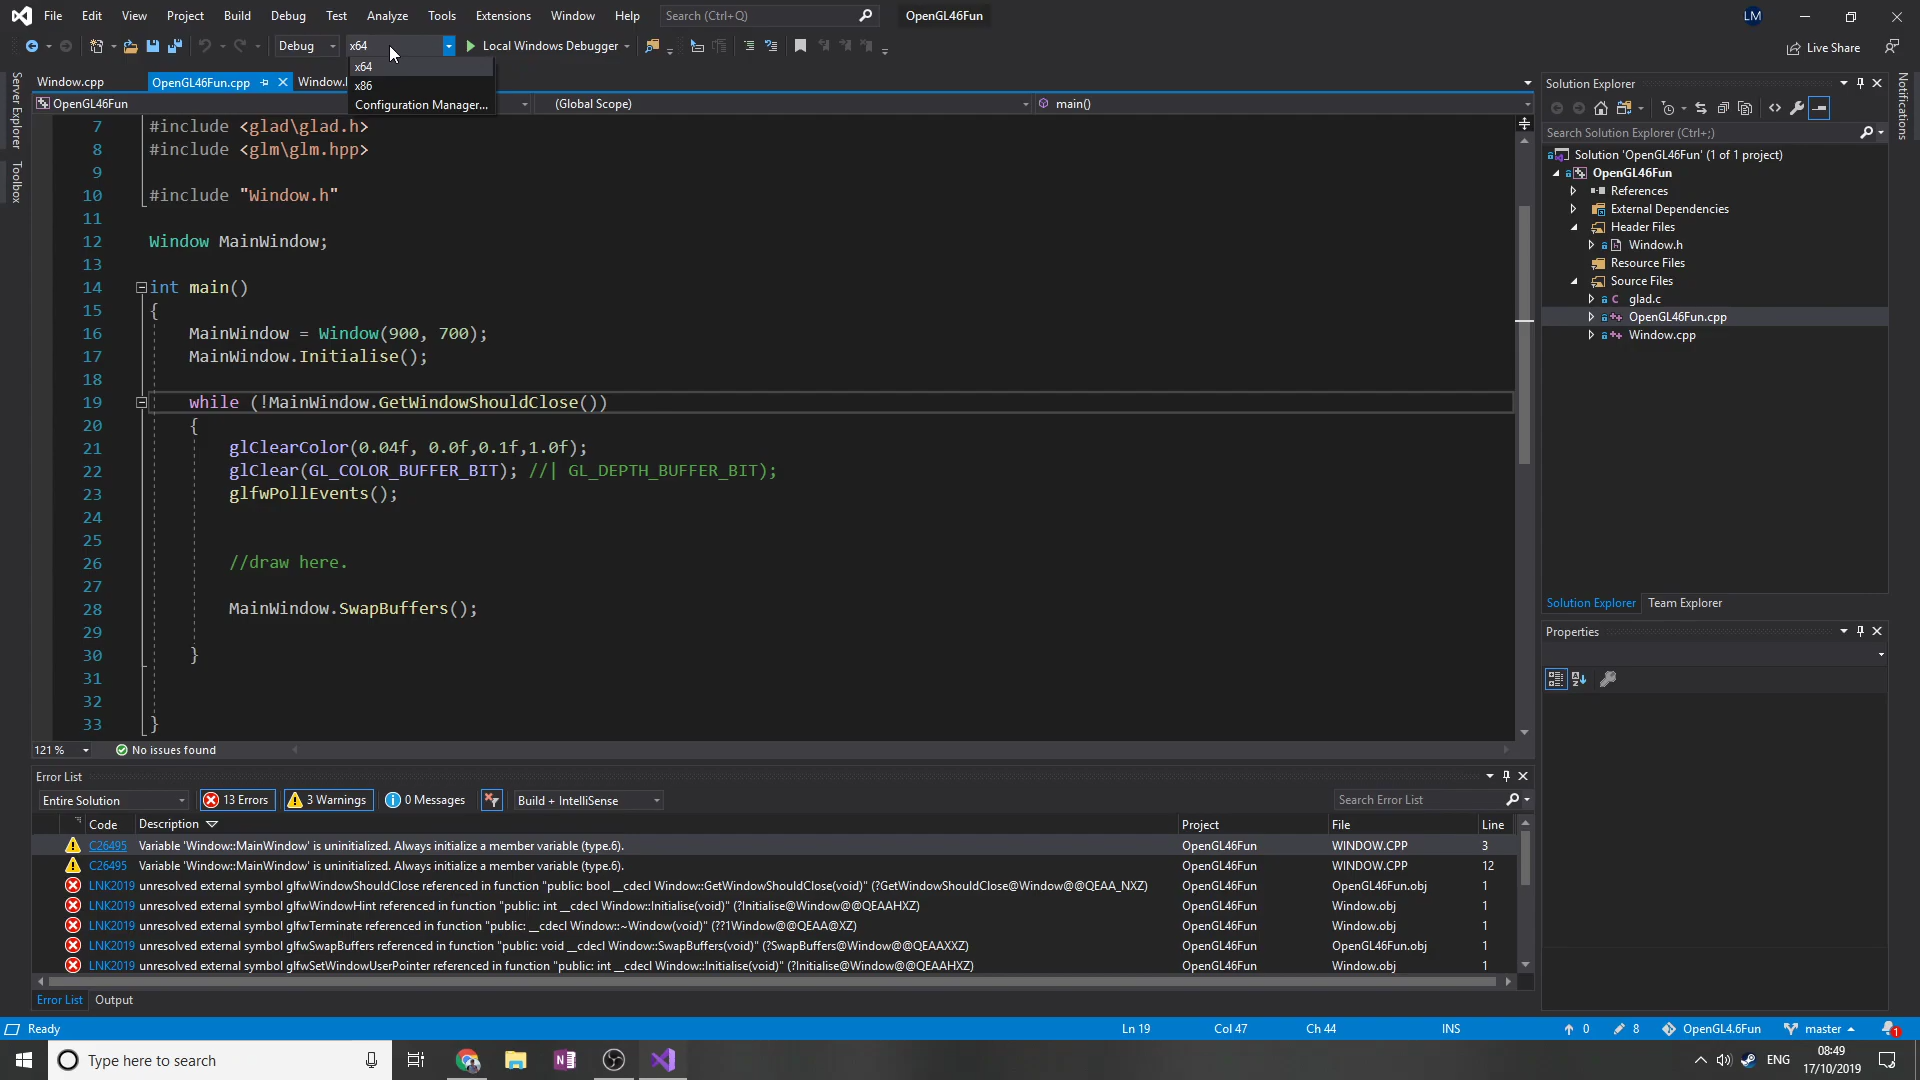 File Edit View Project Build Debug Test Analyze Tools Extensions Window Help Search (Ctrl+Q) OpenGL46Fun LM
Debug x64 Local Windows Debugger Live Share
x64
x86
Configuration Manager...
Server Explorer
Toolbox
Notifications
Window.cpp OpenGL46Fun.cpp Window.
OpenGL46Fun (Global Scope) main()
7 #include <glad\glad.h>
8 #include <glm\glm.hpp>
9
10 #include "Window.h"
11
12 Window MainWindow;
13
14 int main()
15 {
16 MainWindow = Window(900, 700);
17 MainWindow.Initialise();
18
19 while (!MainWindow.GetWindowShouldClose())
20 {
21 glClearColor(0.04f, 0.0f,0.1f,1.0f);
22 glClear(GL_COLOR_BUFFER_BIT); //| GL_DEPTH_BUFFER_BIT);
23 glfwPollEvents();
24
25
26 //draw here.
27
28 MainWindow.SwapBuffers();
29
30 }
31
32
33 }
121 % No issues found
Solution Explorer
Search Solution Explorer (Ctrl+;)
Solution 'OpenGL46Fun' (1 of 1 project)
OpenGL46Fun
References
External Dependencies
Header Files
Window.h
Resource Files
Source Files
glad.c
OpenGL46Fun.cpp
Window.cpp
Solution Explorer Team Explorer
Properties
Error List
Entire Solution 13 Errors 3 Warnings 0 Messages Build + IntelliSense Search Error List
Code Description Project File Line
C26495 Variable 'Window::MainWindow' is uninitialized. Always initialize a member variable (type.6). OpenGL46Fun WINDOW.CPP 3
C26495 Variable 'Window::MainWindow' is uninitialized. Always initialize a member variable (type.6). OpenGL46Fun WINDOW.CPP 12
LNK2019 unresolved external symbol glfwWindowShouldClose referenced in function "public: bool __cdecl Window::GetWindowShouldClose(void)" (?GetWindowShouldClose@Window@@QEAA_NXZ) OpenGL46Fun OpenGL46Fun.obj 1
LNK2019 unresolved external symbol glfwWindowHint referenced in function "public: int __cdecl Window::Initialise(void)" (?Initialise@Window@@QEAAHXZ) OpenGL46Fun Window.obj 1
LNK2019 unresolved external symbol glfwTerminate referenced in function "public: __cdecl Window::~Window(void)" (??1Window@@QEAA@XZ) OpenGL46Fun Window.obj 1
LNK2019 unresolved external symbol glfwSwapBuffers referenced in function "public: void __cdecl Window::SwapBuffers(void)" (?SwapBuffers@Window@@QEAAXXZ) OpenGL46Fun OpenGL46Fun.obj 1
LNK2019 unresolved external symbol glfwSetWindowUserPointer referenced in function "public: int __cdecl Window::Initialise(void)" (?Initialise@Window@@QEAAHXZ) OpenGL46Fun Window.obj 1
Error List Output
Ready Ln 19 Col 47 Ch 44 INS 0 8 OpenGL4.6Fun master 1
Type here to search ENG 08:49
17/10/2019